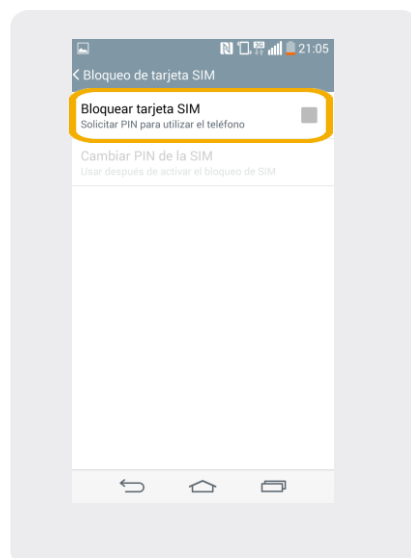 21:05
Bloqueo de tarjeta SIM
Bloquear tarjeta SIM
Solicitar PIN para utilizar el teléfono
Cambiar PIN de la SIM
Usar después de activar el bloqueo de SIM